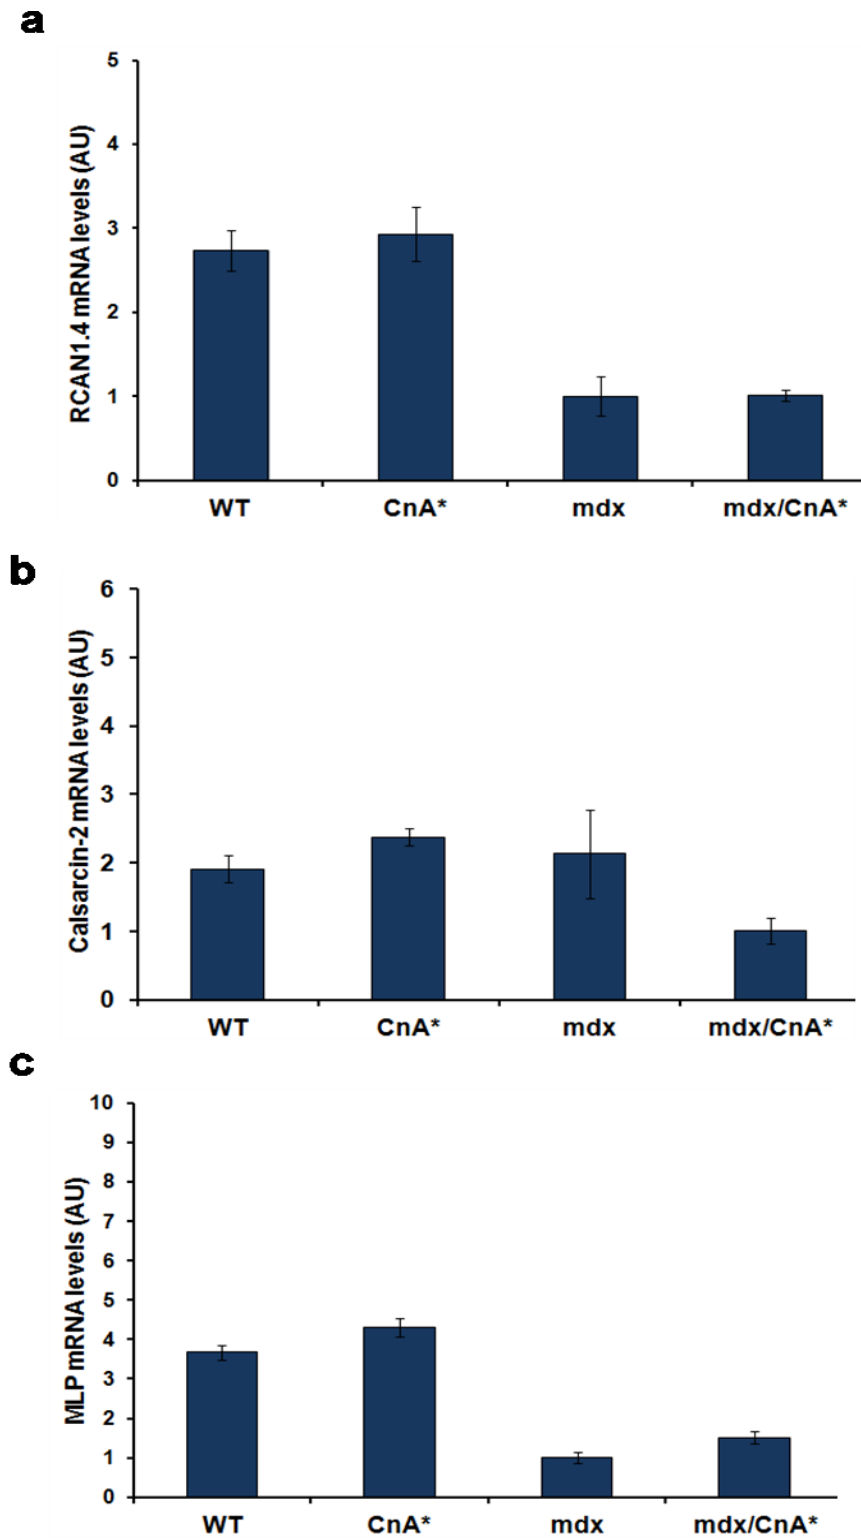 a
RCAN1.4 mRNA levels (AU)
5
4
3
2
1
0
WT CnA* mdx mdx/CnA*
b
Calsarcin-2 mRNA levels (AU)
6
5
4
3
2
1
0
WT CnA* mdx mdx/CnA*
c
MLP mRNA levels (AU)
10
9
8
7
6
5
4
3
2
1
0
WT CnA* mdx mdx/CnA*